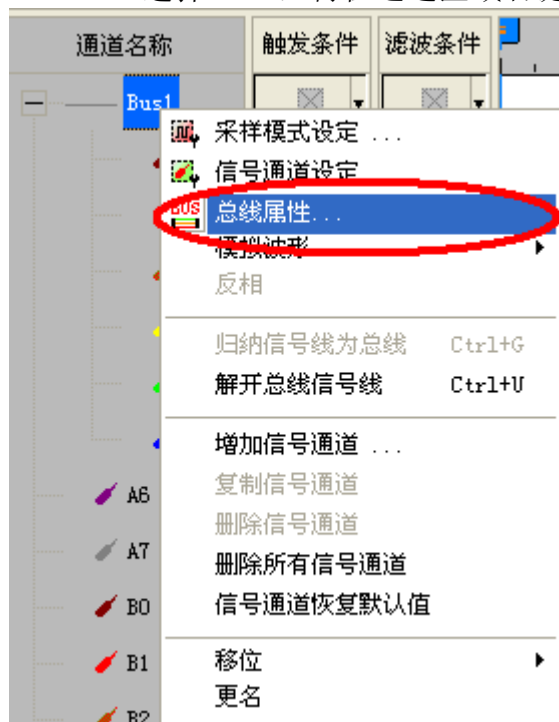 通道名称 触发条件 滤波条件
Bus1
采样模式设定 ...
信号通道设定
BUS 总线属性...
模拟波形
反相
归纳信号线为总线 Ctrl+G
解开总线信号线 Ctrl+U
增加信号通道 ...
A6 复制信号通道
删除信号通道
A7 删除所有信号通道
B0 信号通道恢复默认值
B1 移位
更名
B2